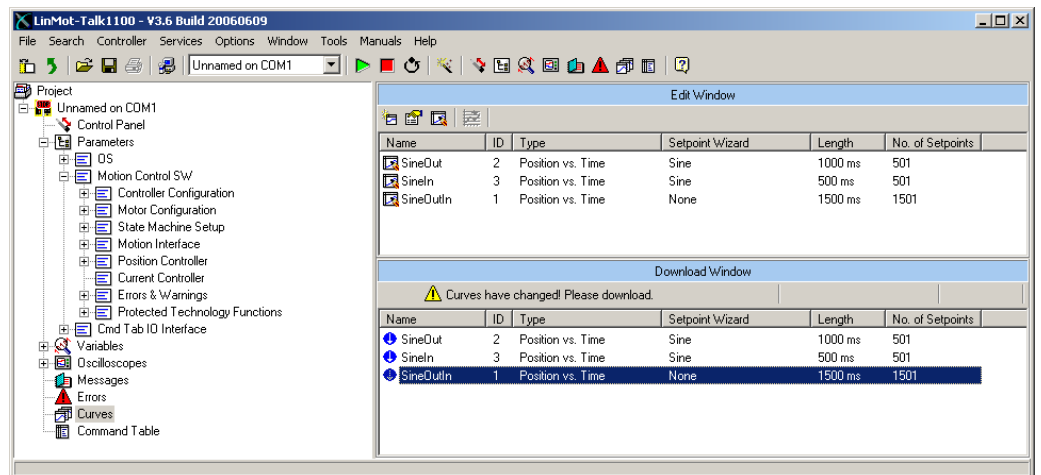 LinMot-Talk1100 - V3.6 Build 20060609
File Search Controller Services Options Window Tools Manuals Help
Unnamed on COM1
Project
Unnamed on COM1
Control Panel
Parameters
OS
Motion Control SW
Controller Configuration
Motor Configuration
State Machine Setup
Motion Interface
Position Controller
Current Controller
Errors & Warnings
Protected Technology Functions
Cmd Tab IO Interface
Variables
Oscilloscopes
Messages
Errors
Curves
Command Table
Edit Window
Name ID Type Setpoint Wizard Length No. of Setpoints
SineOut 2 Position vs. Time Sine 1000 ms 501
SineIn 3 Position vs. Time Sine 500 ms 501
SineOutIn 1 Position vs. Time None 1500 ms 1501
Download Window
Curves have changed! Please download.
Name ID Type Setpoint Wizard Length No. of Setpoints
SineOut 2 Position vs. Time Sine 1000 ms 501
SineIn 3 Position vs. Time Sine 500 ms 501
SineOutIn 1 Position vs. Time None 1500 ms 1501